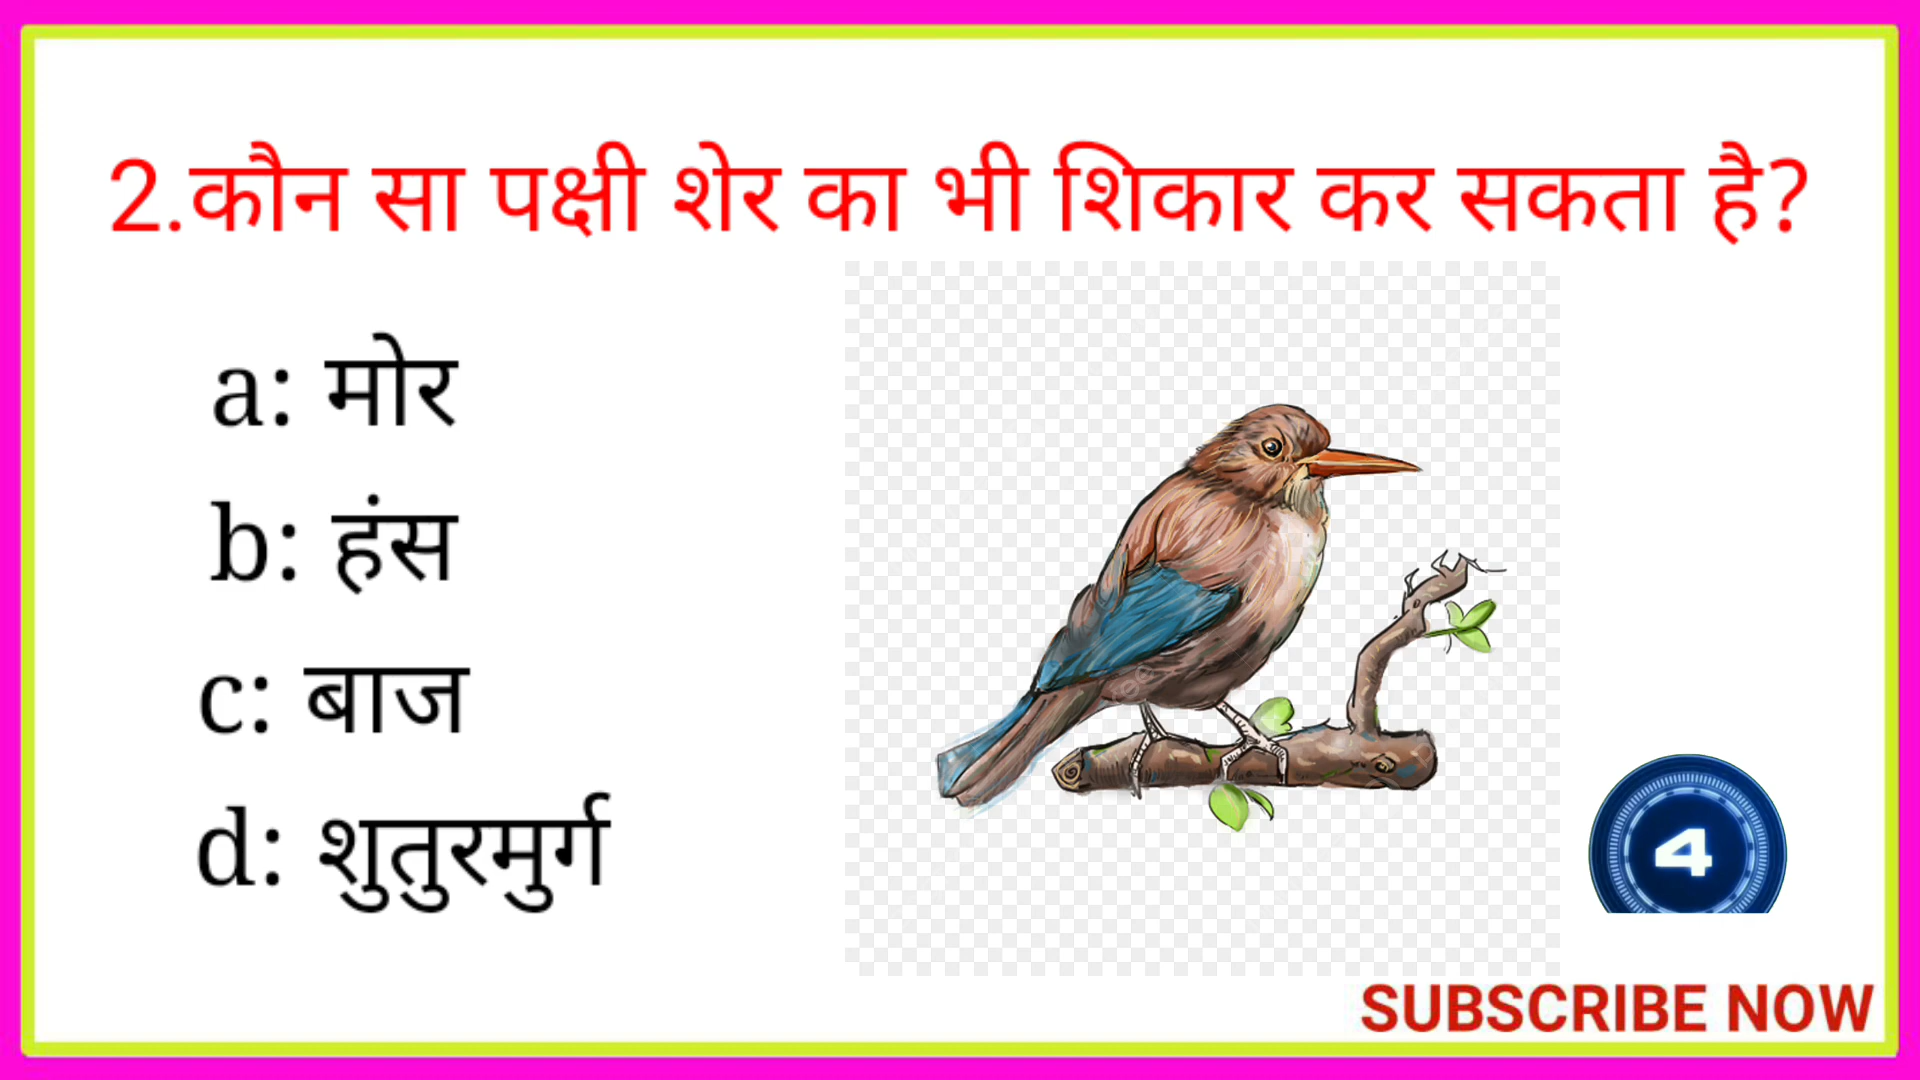 2.कौन सा पक्षी शेर का भी शिकार कर सकता है?
a: मोर
b: हंस
c: बाज
d: शुतुरमुर्ग
4
SUBSCRIBE NOW